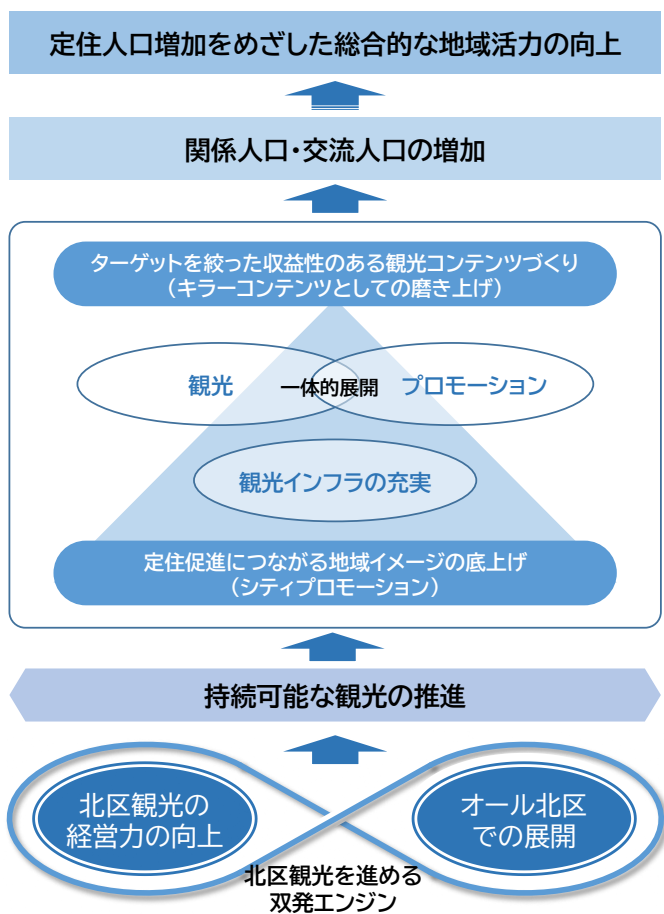 定住人口増加をめざした総合的な地域活力の向上
関係人口・交流人口の増加
ターゲットを絞った収益性のある観光コンテンツづくり
（キラーコンテンツとしての磨き上げ）
観光
一体的展開
プロモーション
観光インフラの充実
定住促進につながる地域イメージの底上げ
（シティプロモーション）
持続可能な観光の推進
北区観光の
経営力の向上
オール北区
での展開
北区観光を進める
双発エンジン